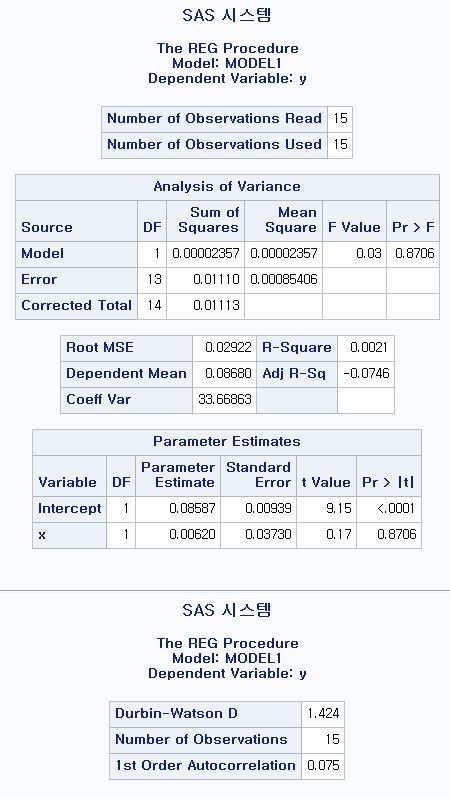 SAS 시스템
The REG Procedure
Model: MODEL1
Dependent Variable: y
Number of Observations Read 15
Number of Observations Used 15
Analysis of Variance
Source DF Sum of Squares Mean Square F Value Pr > F
Model 1 0.00002357 0.00002357 0.03 0.8706
Error 13 0.01110 0.00085406
Corrected Total 14 0.01113
Root MSE 0.02922 R-Square 0.0021
Dependent Mean 0.08680 Adj R-Sq -0.0746
Coeff Var 33.66863
Parameter Estimates
Variable DF Parameter Estimate Standard Error t Value Pr > |t|
Intercept 1 0.08587 0.00939 9.15 <.0001
x 1 0.00620 0.03730 0.17 0.8706
SAS 시스템
The REG Procedure
Model: MODEL1
Dependent Variable: y
Durbin-Watson D 1.424
Number of Observations 15
1st Order Autocorrelation 0.075